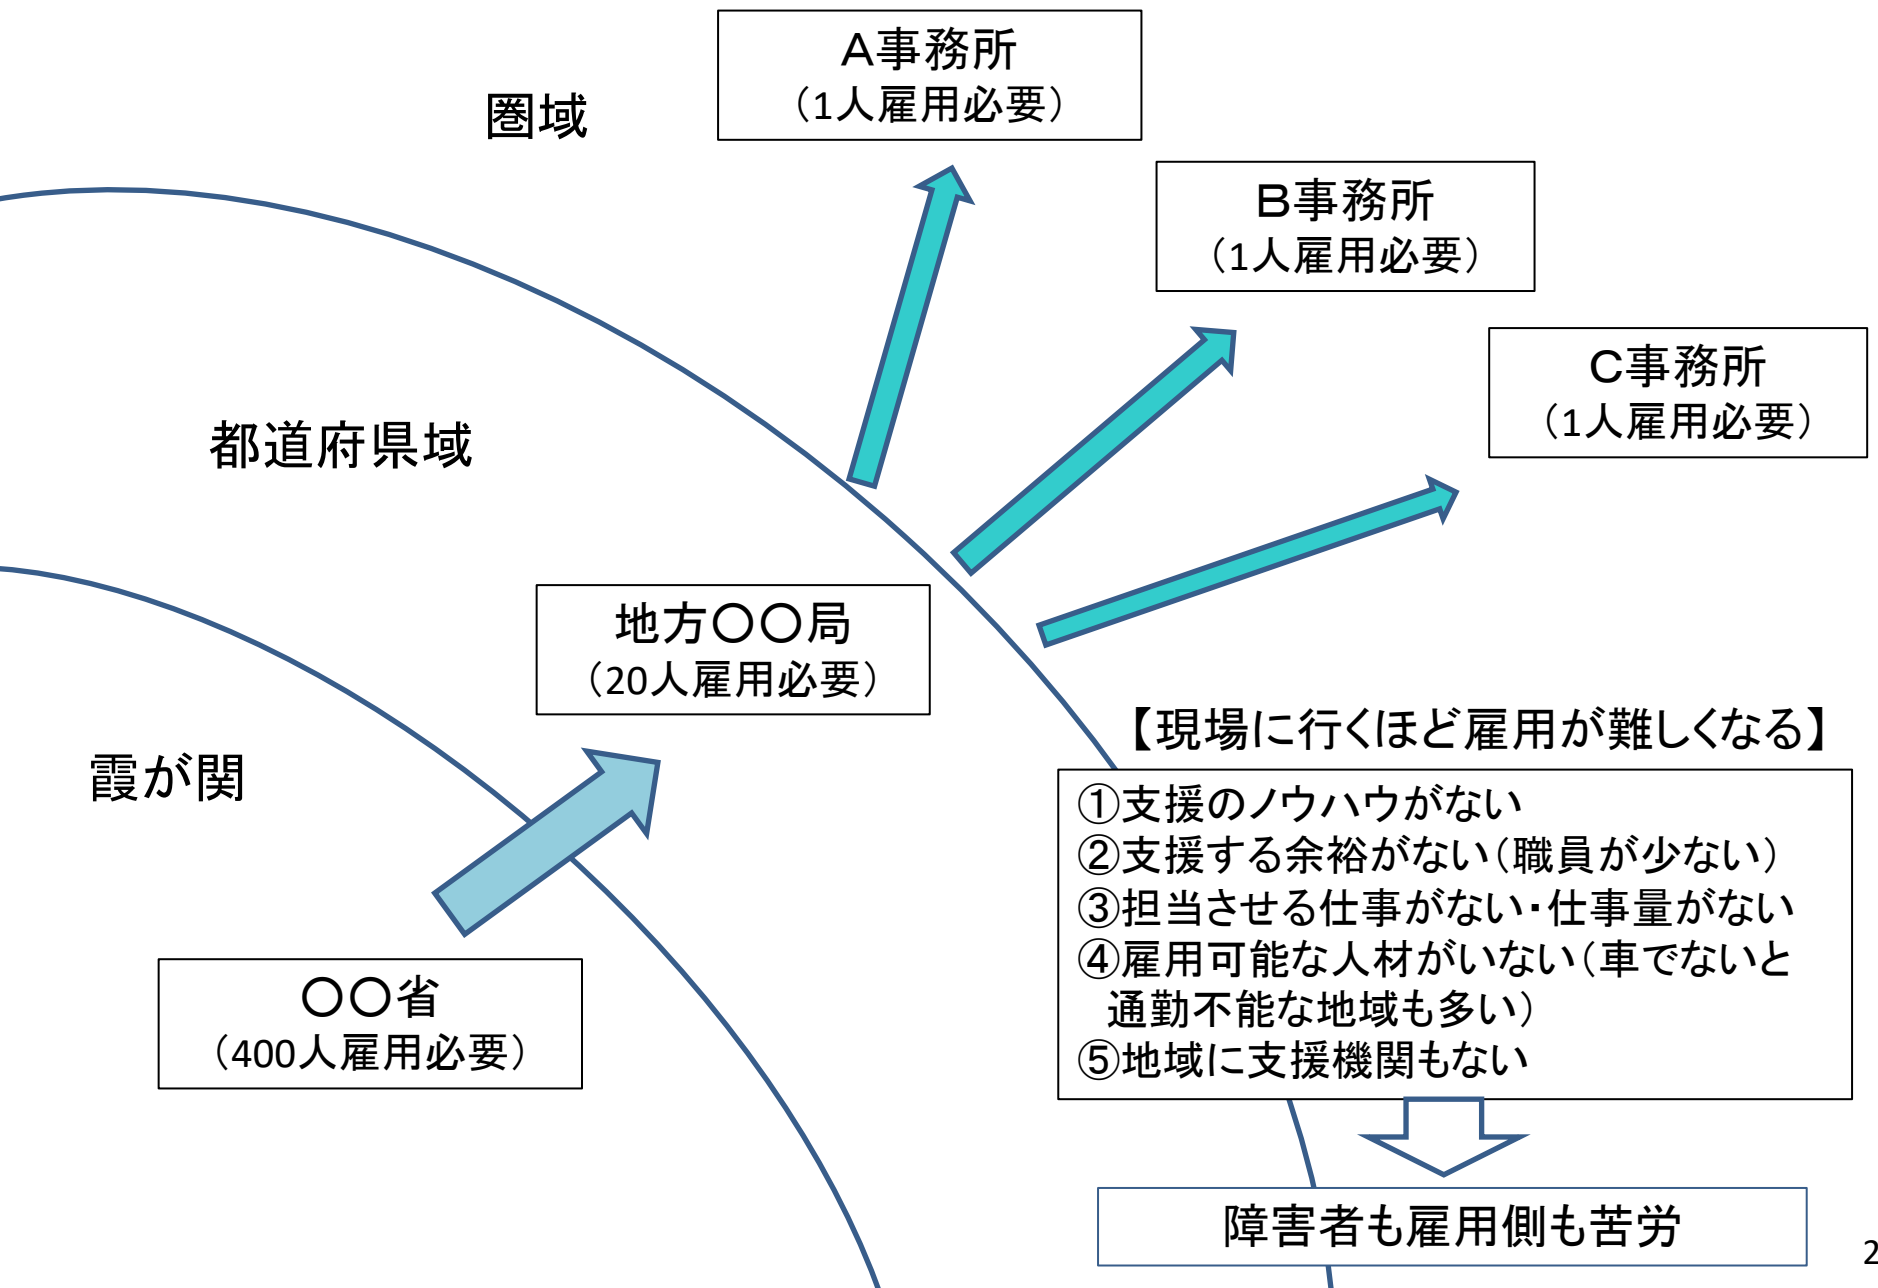 A事務所
（1人雇用必要）
圏域
B事務所
（1人雇用必要）
C事務所
（1人雇用必要）
都道府県域
地方〇〇局
（20人雇用必要）
【現場に行くほど雇用が難しくなる】
霞が関
①支援のノウハウがない
②支援する余裕がない（職員が少ない）
③担当させる仕事がない・仕事量がない
④雇用可能な人材がいない（車でないと
通勤不能な地域も多い）
⑤地域に支援機関もない
〇〇省
（400人雇用必要）
障害者も雇用側も苦労
2